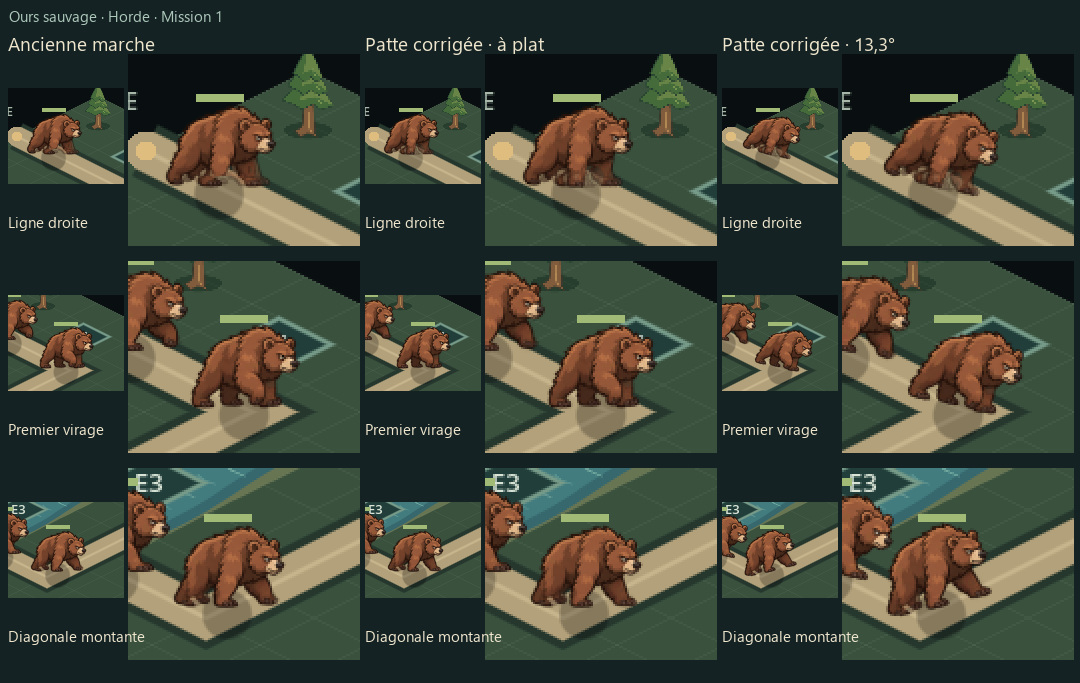 Ours sauvage · Horde · Mission 1
Ancienne marche Patte corrigée · à plat Patte corrigée · 13,3°
E E E E E E
Ligne droite Ligne droite Ligne droite
Premier virage Premier virage Premier virage
E3 E3 E3 E3 E3 E3
Diagonale montante Diagonale montante Diagonale montante